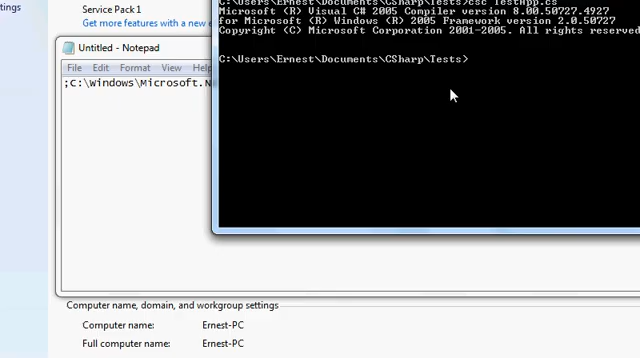 ttings
Service Pack 1
Get more features with a new e
Untitled - Notepad
File Edit Format View Help
;C:\Windows\Microsoft.N
C:\Users\Ernest\Documents\CSharp\Tests>csc TestApp.cs
Microsoft (R) Visual C# 2005 Compiler version 8.00.50727.4927
for Microsoft (R) Windows (R) 2005 Framework version 2.0.50727
Copyright (C) Microsoft Corporation 2001-2005. All rights reserved
C:\Users\Ernest\Documents\CSharp\Tests>
Computer name, domain, and workgroup settings
Computer name: Ernest-PC
Full computer name: Ernest-PC